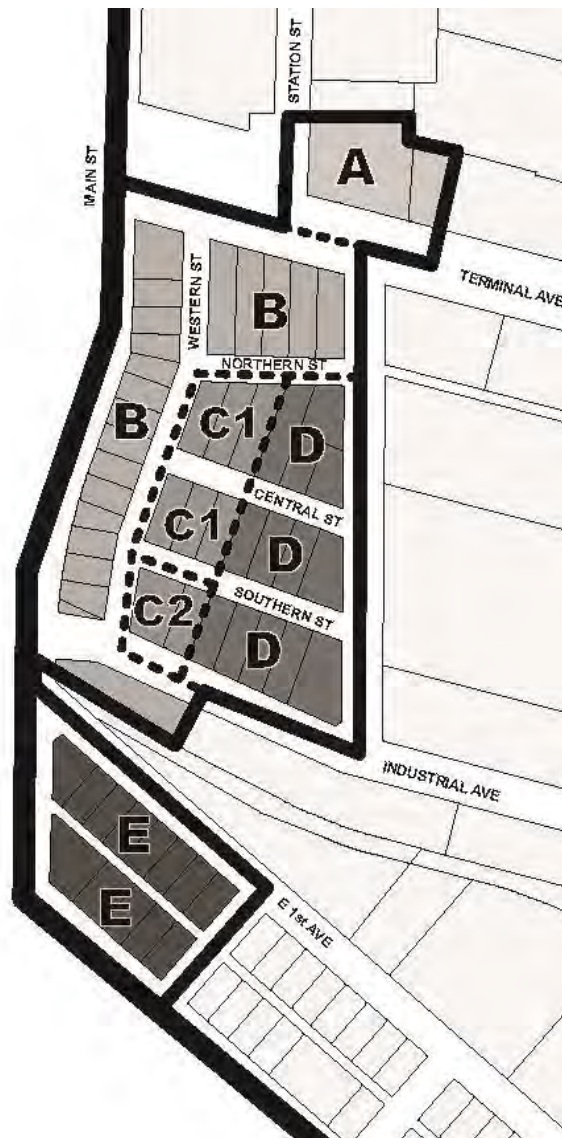 STATION ST
MAIN ST
A
TERMINAL AVE
WESTERN ST
B
NORTHERN ST
B
C1
D
CENTRAL ST
C1
D
SOUTHERN ST
C2
D
INDUSTRIAL AVE
E
E
E 1st AVE